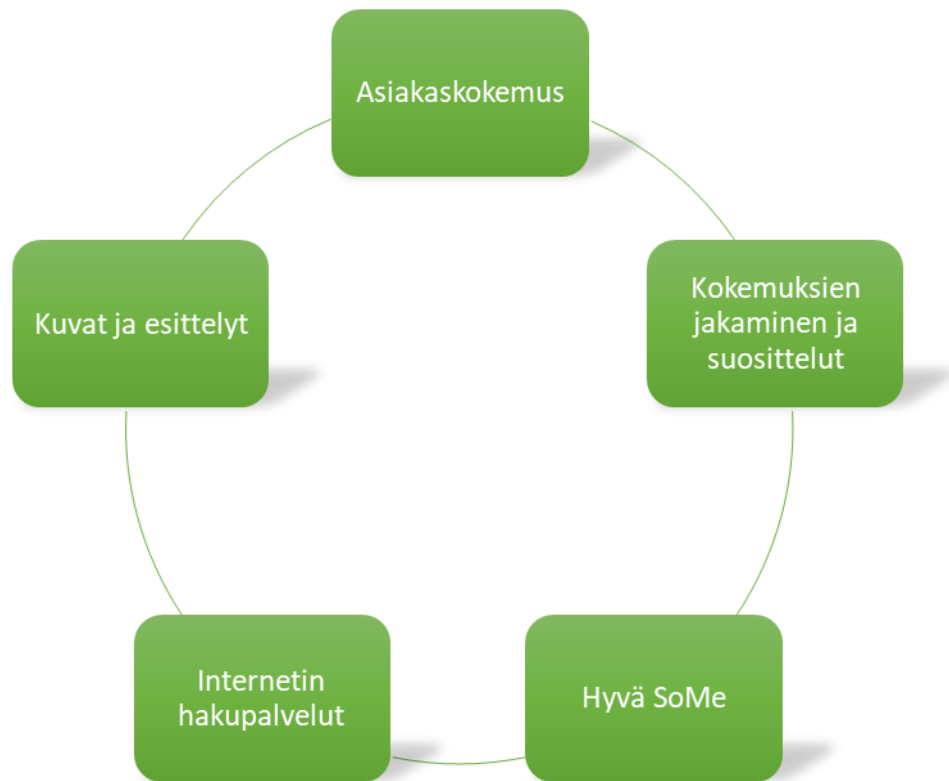 Asiakaskokemus
Kokemuksien
jakaminen ja
suosittelut
Hyvä SoMe
Internetin
hakupalvelut
Kuvat ja esittelyt